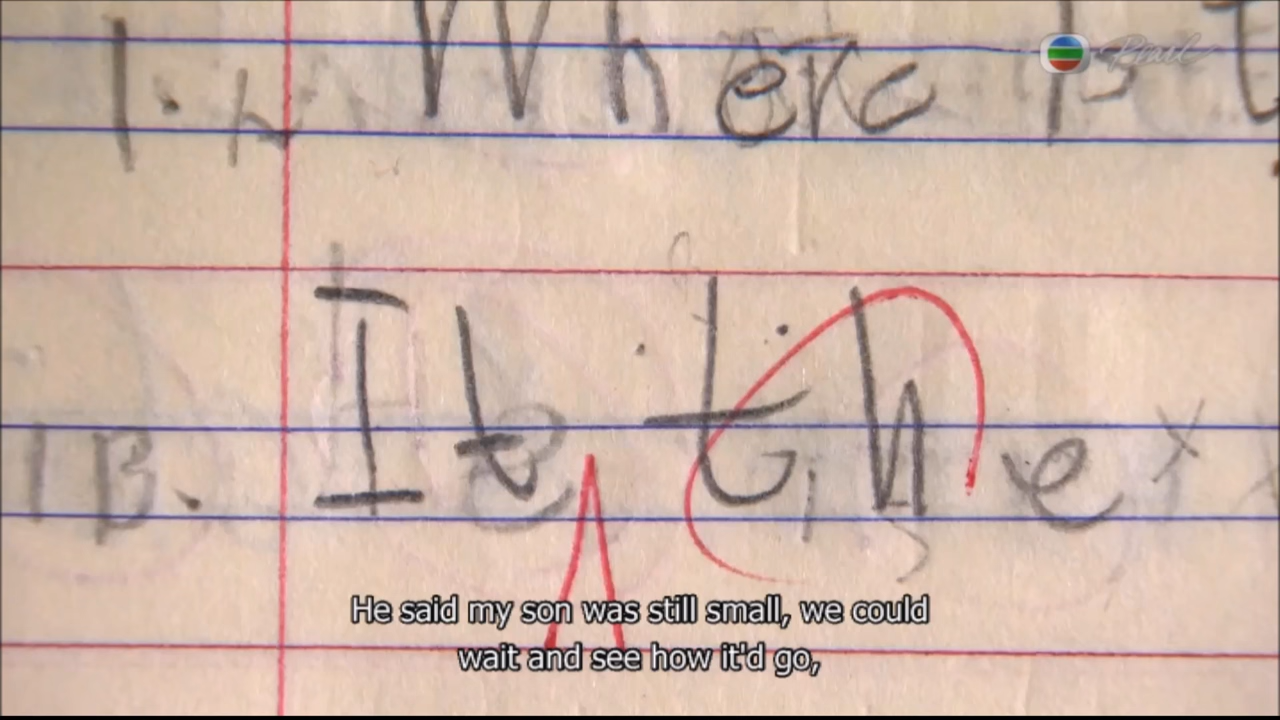 Pearl
1. Where is t
1B. It the
He said my son was still small, we could
wait and see how it'd go,